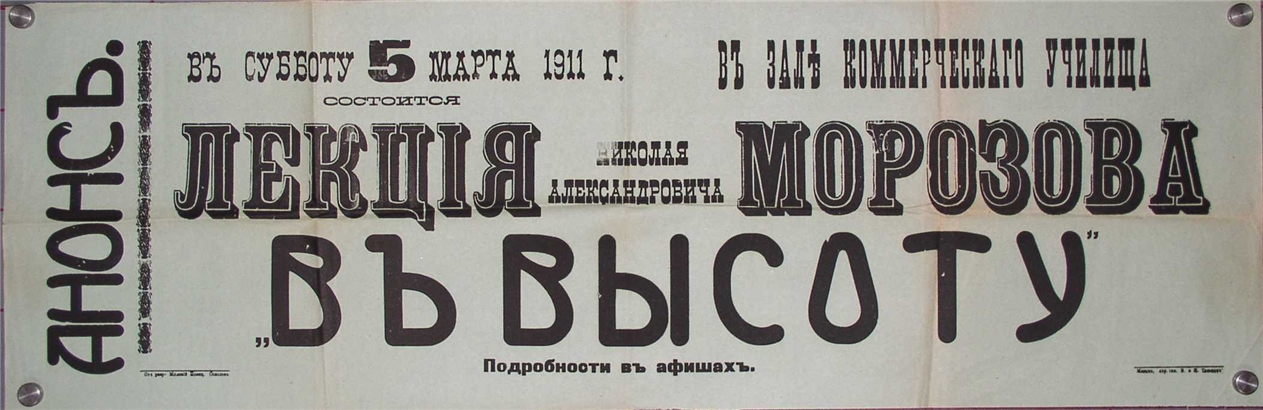 АНОНСЪ.
ВЪ СУББОТУ 5 МАРТА 1911 Г.
ВЪ ЗАЛѢ КОММЕРЧЕСКАГО УЧИЛИЩА
СОСТОИТСЯ
ЛЕКЦІЯ НИКОЛАЯ АЛЕКСАНДРОВИЧА МОРОЗОВА
„ВЪ ВЫСОТУ”
Подробности въ афишахъ.